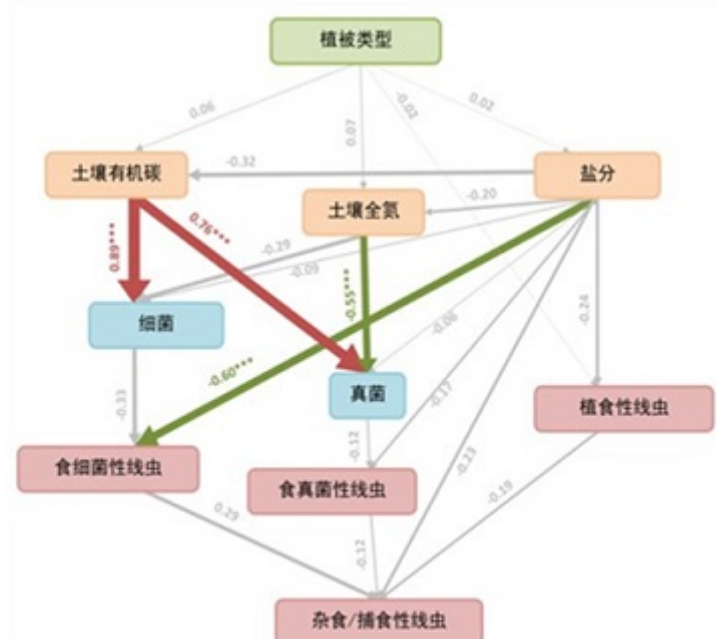 植被类型
0.06
0.07
-0.02
0.02
土壤有机碳
-0.32
盐分
土壤全氮
-0.20
0.89***
0.76***
-0.29
-0.09
-0.55***
细菌
-0.06
-0.24
-0.60***
真菌
-0.33
-0.17
植食性线虫
-0.12
食细菌性线虫
食真菌性线虫
-0.23
-0.19
0.29
-0.12
杂食/捕食性线虫